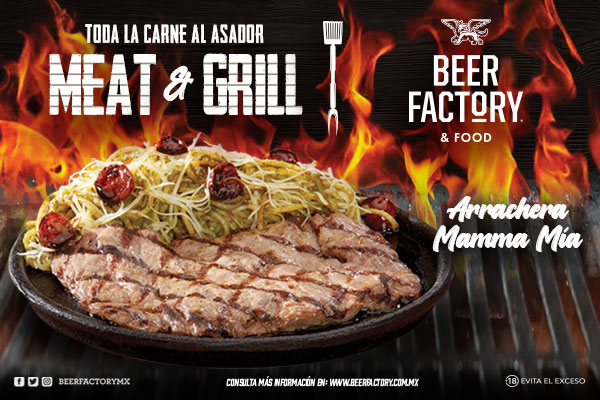 TODA LA CARNE AL ASADOR
MEAT & GRILL
BEER
FACTORY
& FOOD
Arrachera
Mamma Mía
BEERFACTORYMX
CONSULTA MÁS INFORMACIÓN EN: WWW.BEERFACTORY.COM.MX
18 EVITA EL EXCESO